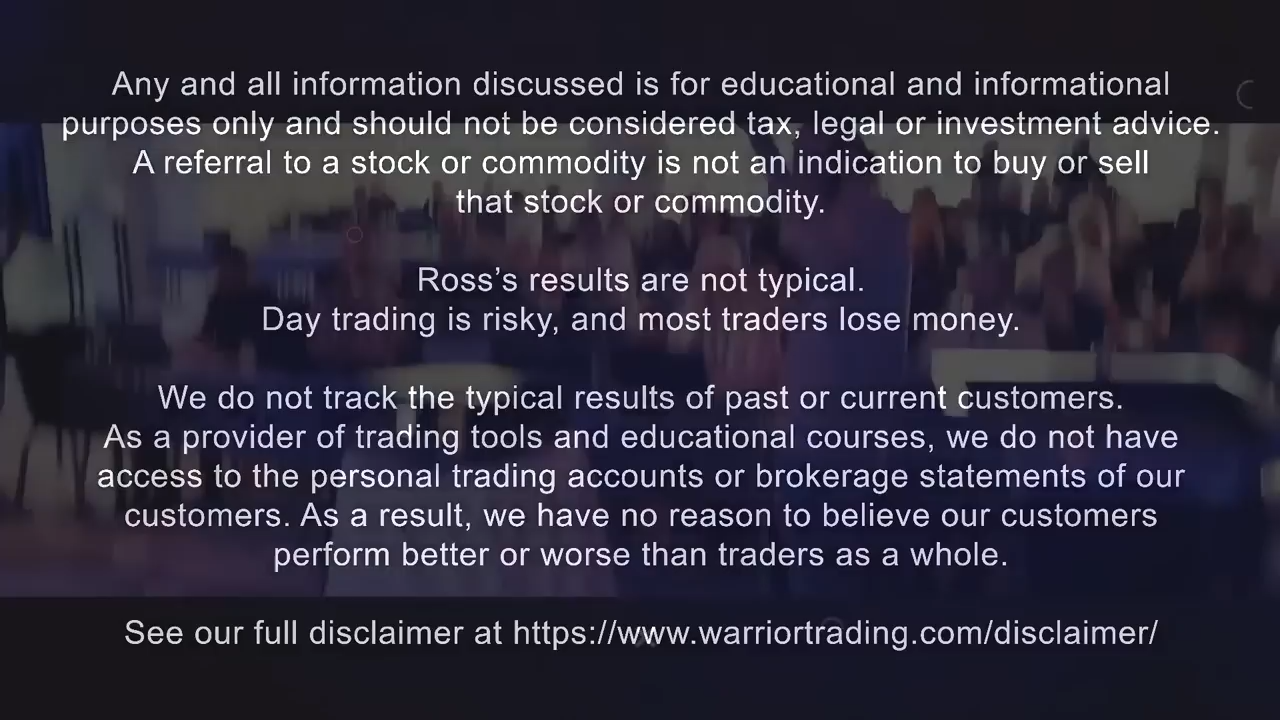 Any and all information discussed is for educational and informational
purposes only and should not be considered tax, legal or investment advice.
A referral to a stock or commodity is not an indication to buy or sell
that stock or commodity.
Ross’s results are not typical.
Day trading is risky, and most traders lose money.
We do not track the typical results of past or current customers.
As a provider of trading tools and educational courses, we do not have
access to the personal trading accounts or brokerage statements of our
customers. As a result, we have no reason to believe our customers
perform better or worse than traders as a whole.
See our full disclaimer at https://www.warriortrading.com/disclaimer/